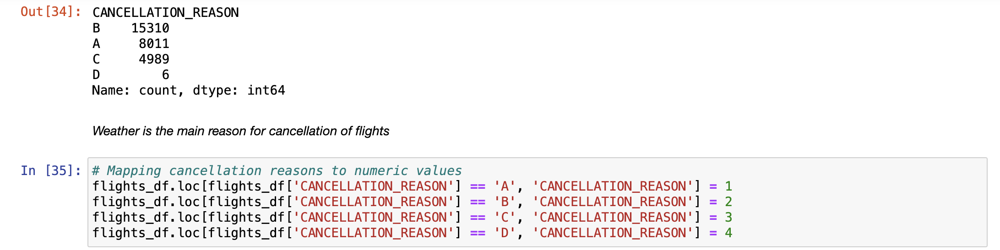 Out[34]: CANCELLATION_REASON
B    15310
A     8011
C     4989
D        6
Name: count, dtype: int64
Weather is the main reason for cancellation of flights
In [35]: # Mapping cancellation reasons to numeric values
flights_df.loc[flights_df['CANCELLATION_REASON'] == 'A', 'CANCELLATION_REASON'] = 1
flights_df.loc[flights_df['CANCELLATION_REASON'] == 'B', 'CANCELLATION_REASON'] = 2
flights_df.loc[flights_df['CANCELLATION_REASON'] == 'C', 'CANCELLATION_REASON'] = 3
flights_df.loc[flights_df['CANCELLATION_REASON'] == 'D', 'CANCELLATION_REASON'] = 4